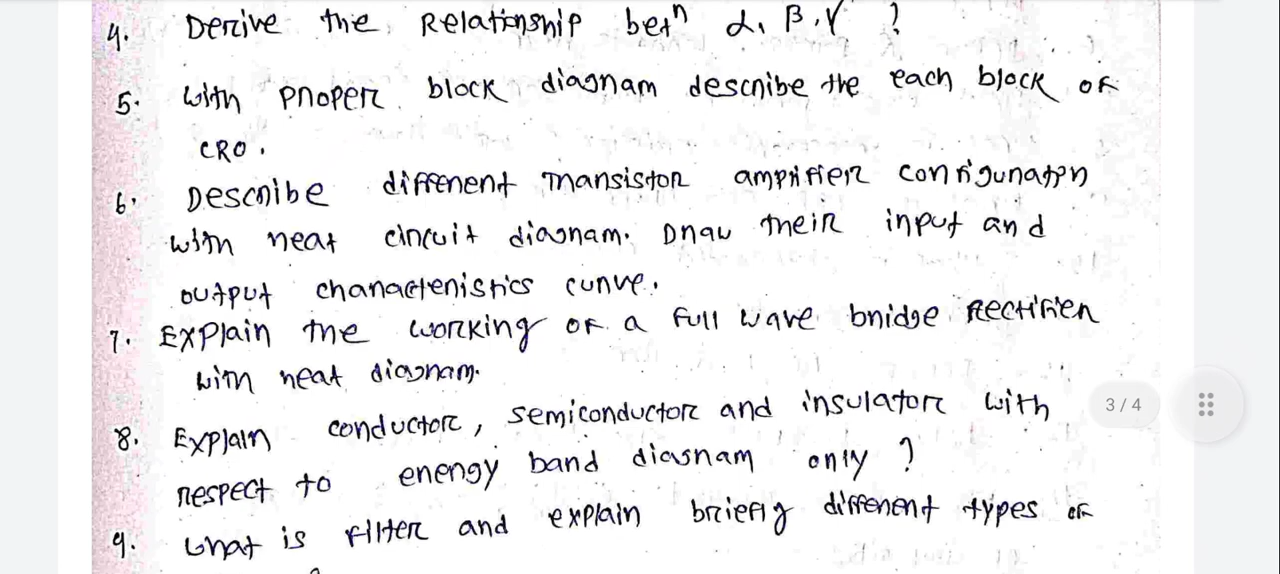 4. Derive the Relationship betn α, β, γ ?
5. with proper block diagram describe the each block of
CRO.
6. Describe different transistor amplifier configuration
with neat circuit diagram. Draw their input and
output characteristics curve.
7. Explain the working of a full wave bridge Rectifier
with neat diagram.
8. Explain conductor, semiconductor and insulator with
respect to energy band diagram only ?
9. What is filter and explain briefly different types of
3 / 4